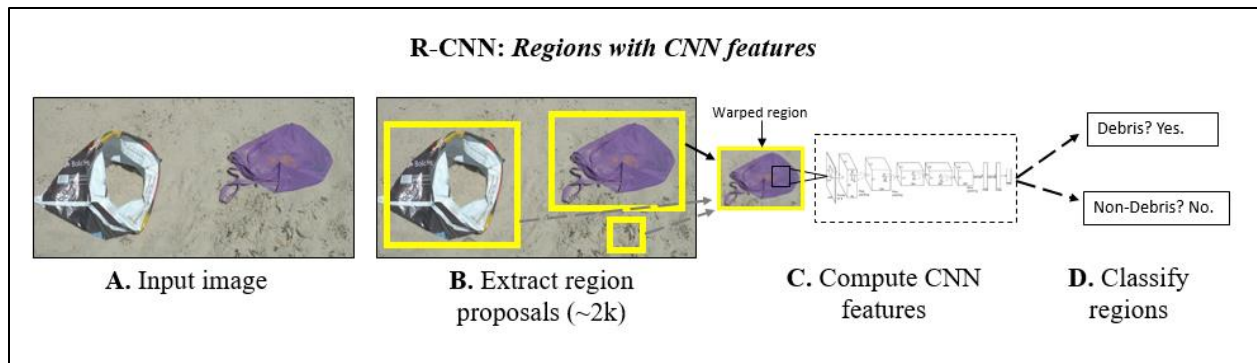 R-CNN: Regions with CNN features
Warped region
Debris? Yes.
Non-Debris? No.
A. Input image
B. Extract region
proposals (~2k)
C. Compute CNN
features
D. Classify
regions